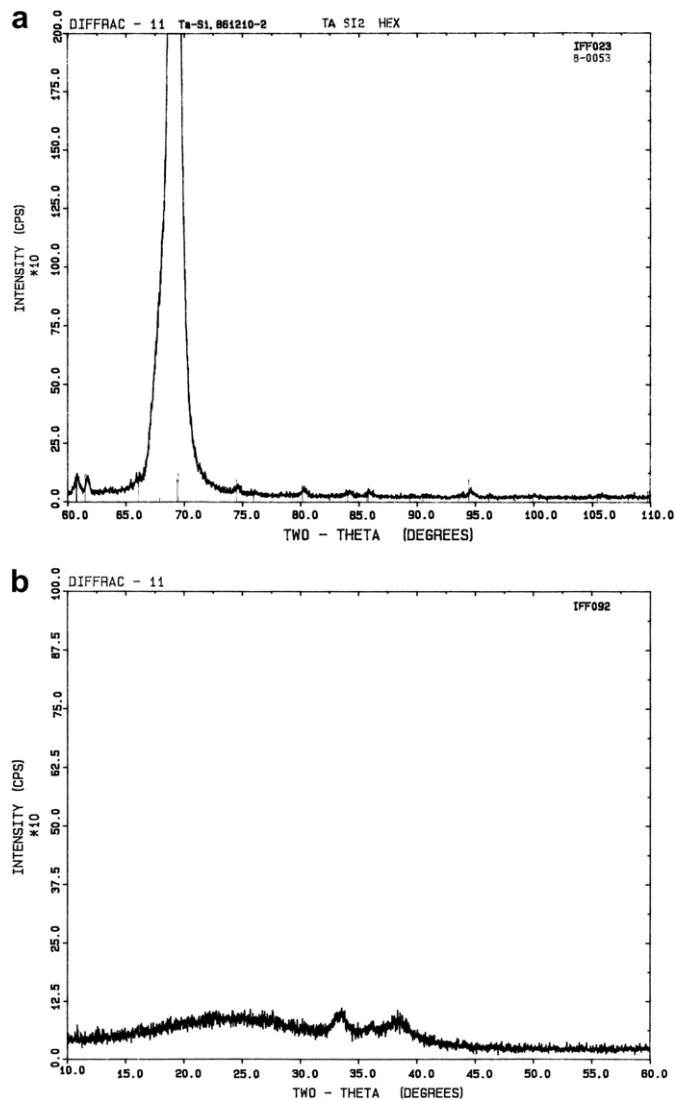 a
DIFFRAC - 11 Ta-Si, 861210-2 TA SI2 HEX
IFF023
8-0053
200.0
175.0
150.0
125.0
100.0
75.0
50.0
25.0
0.0
INTENSITY (CPS)
*10
60.0 65.0 70.0 75.0 80.0 85.0 90.0 95.0 100.0 105.0 110.0
TWO - THETA (DEGREES)
b
DIFFRAC - 11
IFF092
100.0
87.5
75.0
62.5
50.0
37.5
25.0
12.5
0.0
INTENSITY (CPS)
*10
10.0 15.0 20.0 25.0 30.0 35.0 40.0 45.0 50.0 55.0 60.0
TWO - THETA (DEGREES)